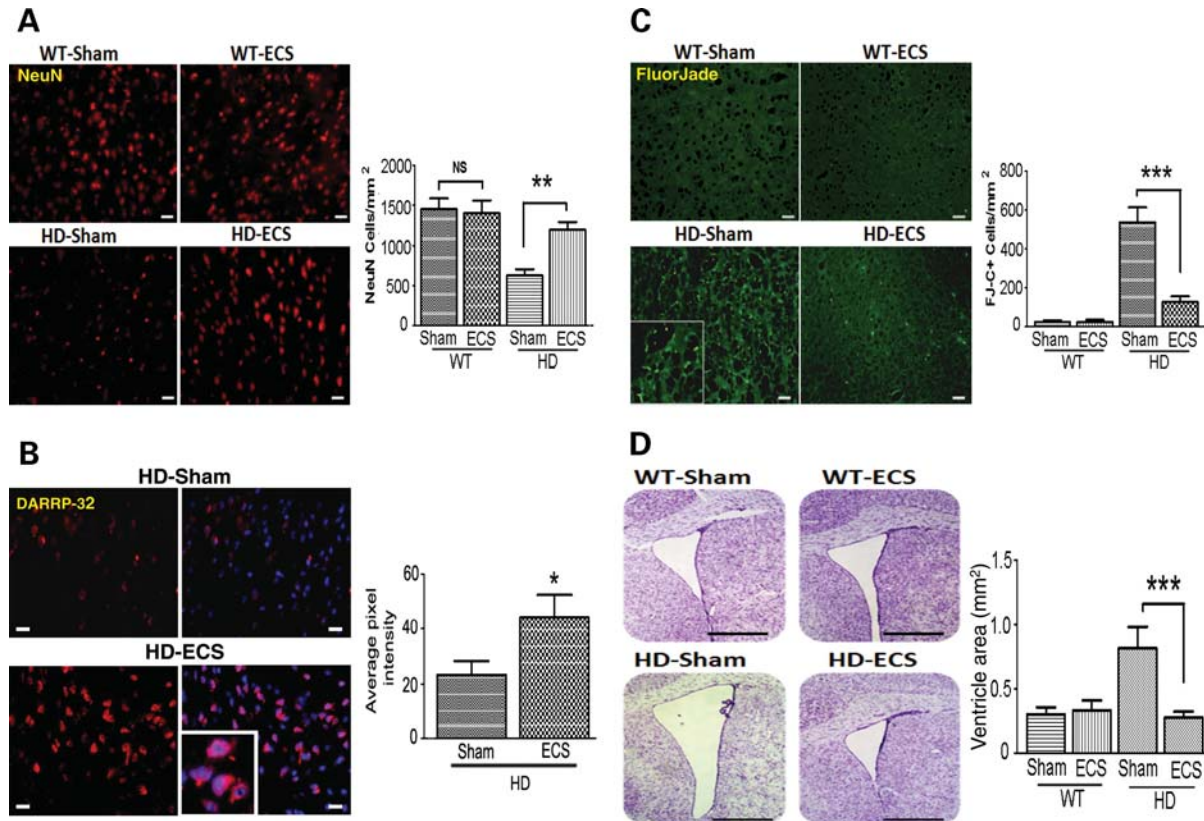 A
WT-Sham WT-ECS
NeuN
HD-Sham HD-ECS
NeuN Cells/mm²
2000
1500
1000
500
0
NS
**
Sham ECS Sham ECS
WT HD
B
HD-Sham
DARRP-32
HD-ECS
Average pixel
intensity
60
40
20
0
*
Sham ECS
HD
C
WT-Sham WT-ECS
FluorJade
HD-Sham HD-ECS
FJ-C+ Cells/mm²
800
600
400
200
0
***
Sham ECS Sham ECS
WT HD
D
WT-Sham WT-ECS
HD-Sham HD-ECS
Ventricle area (mm²)
1.5
1.0
0.5
0
***
Sham ECS Sham ECS
WT HD